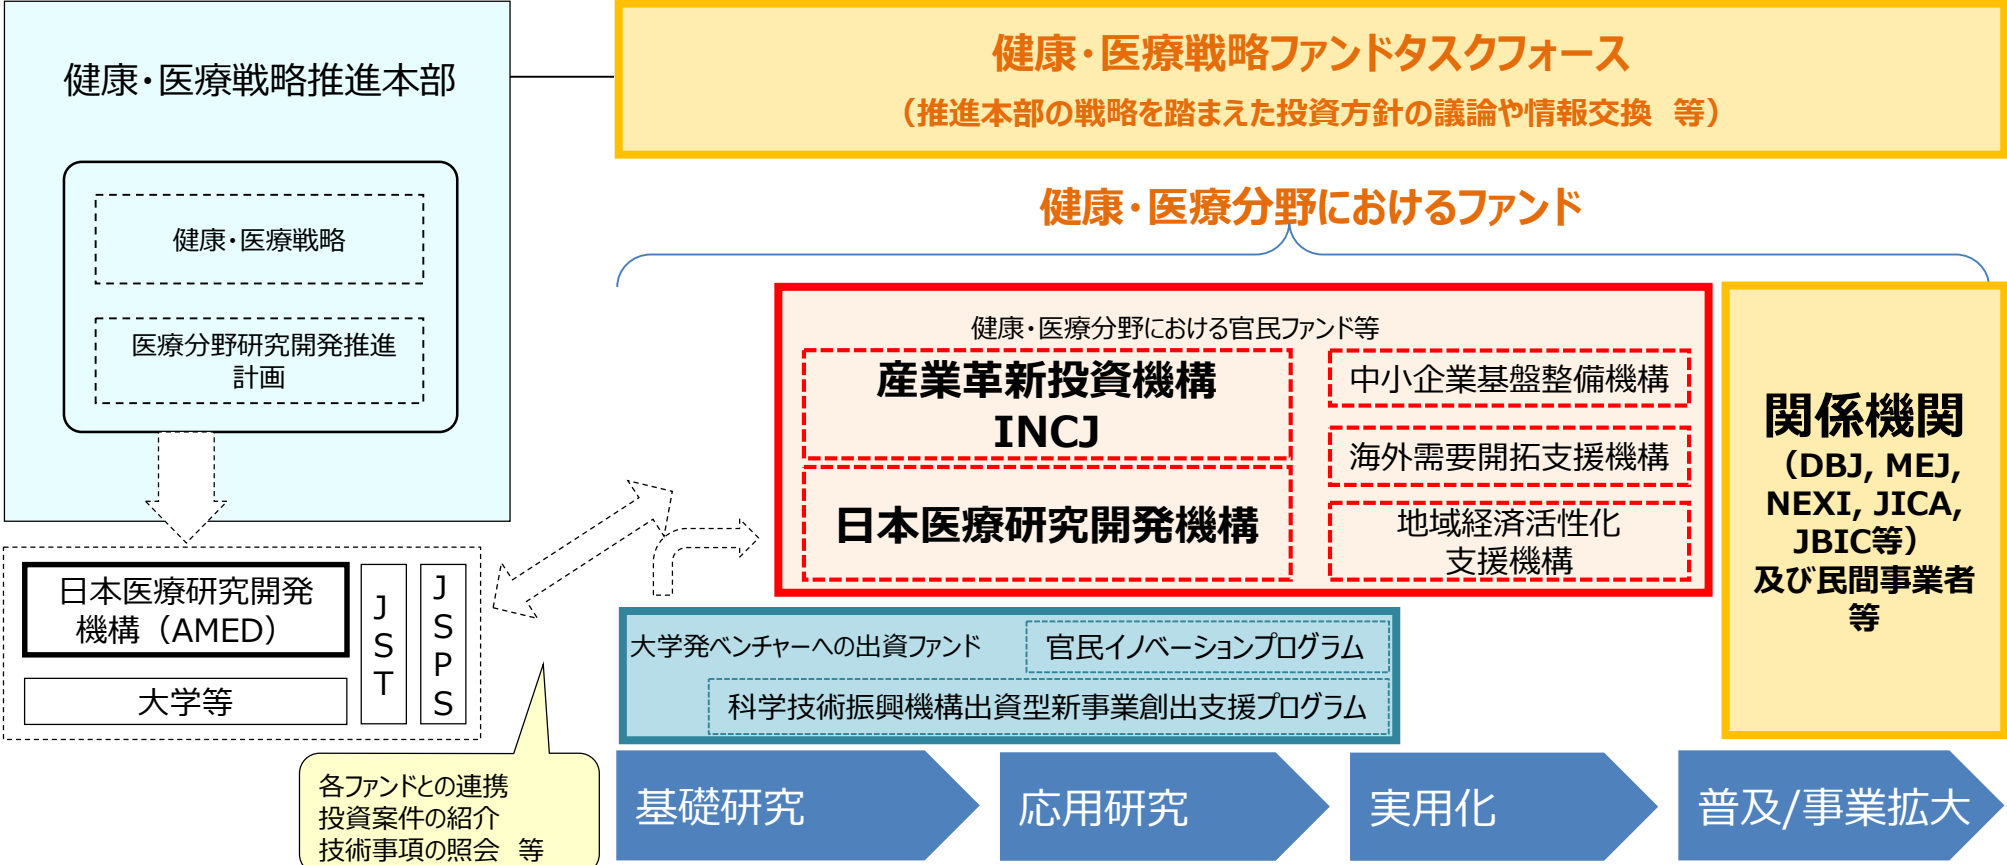 健康・医療戦略推進本部
健康・医療戦略
医療分野研究開発推進
計画
日本医療研究開発
機構（AMED）
大学等
JST
JSPS
各ファンドとの連携
投資案件の紹介
技術事項の照会　等
健康・医療戦略ファンドタスクフォース
（推進本部の戦略を踏まえた投資方針の議論や情報交換　等）
健康・医療分野におけるファンド
健康・医療分野における官民ファンド等
産業革新投資機構
INCJ
日本医療研究開発機構
中小企業基盤整備機構
海外需要開拓支援機構
地域経済活性化
支援機構
関係機関
（DBJ, MEJ,
NEXI, JICA,
JBIC等）
及び民間事業者
等
大学発ベンチャーへの出資ファンド
官民イノベーションプログラム
科学技術振興機構出資型新事業創出支援プログラム
基礎研究
応用研究
実用化
普及/事業拡大